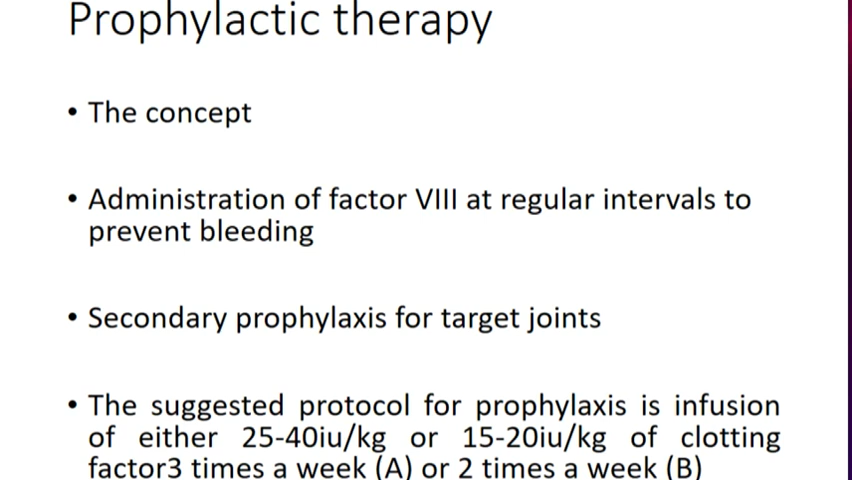 Prophylactic therapy
• The concept
• Administration of factor VIII at regular intervals to
prevent bleeding
• Secondary prophylaxis for target joints
• The suggested protocol for prophylaxis is infusion
of either 25-40iu/kg or 15-20iu/kg of clotting
factor3 times a week (A) or 2 times a week (B)